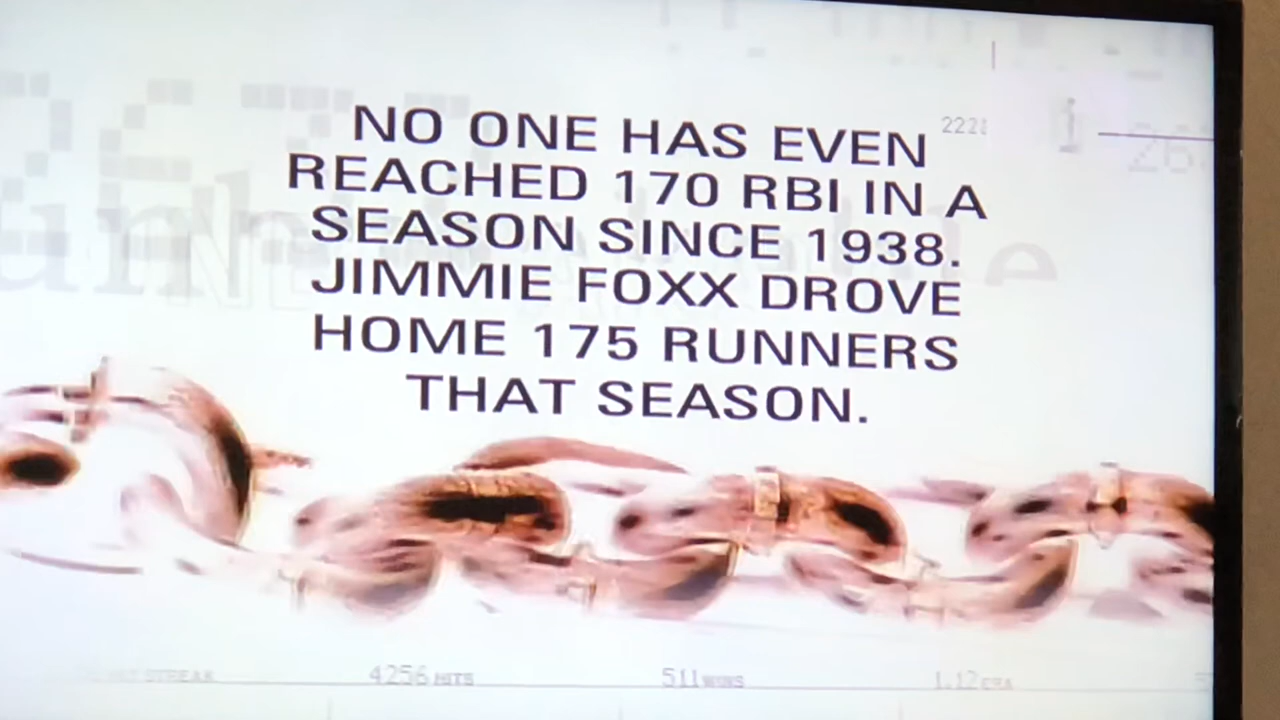 NO ONE HAS EVEN
REACHED 170 RBI IN A
SEASON SINCE 1938.
JIMMIE FOXX DROVE
HOME 175 RUNNERS
THAT SEASON.
4256 HITS
511 WINS
1.12 ERA